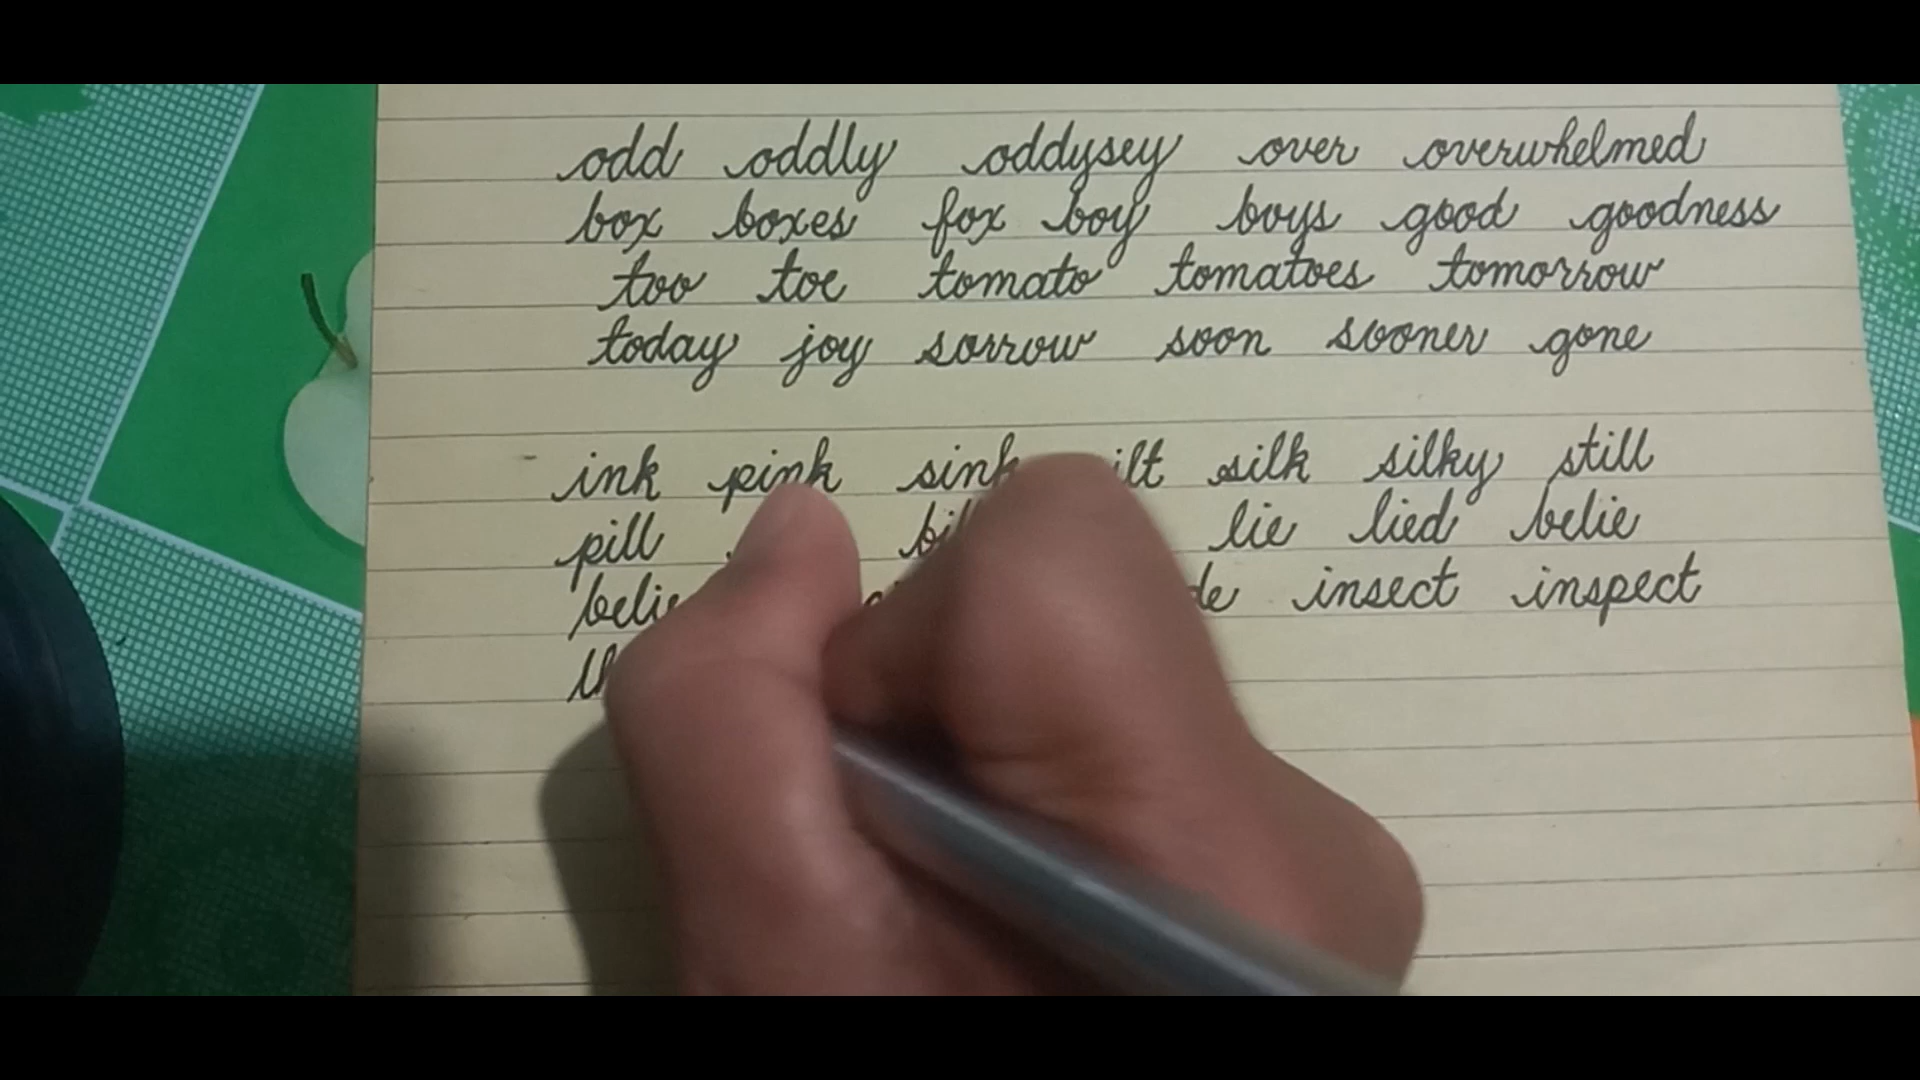 odd oddly oddysey over overwhelmed
box boxes fox boy boys good goodness
too toe tomato tomatoes tomorrow
today joy sorrow soon sooner gone
ink pink sink silk silky still
pill lie lied belie
insect inspect